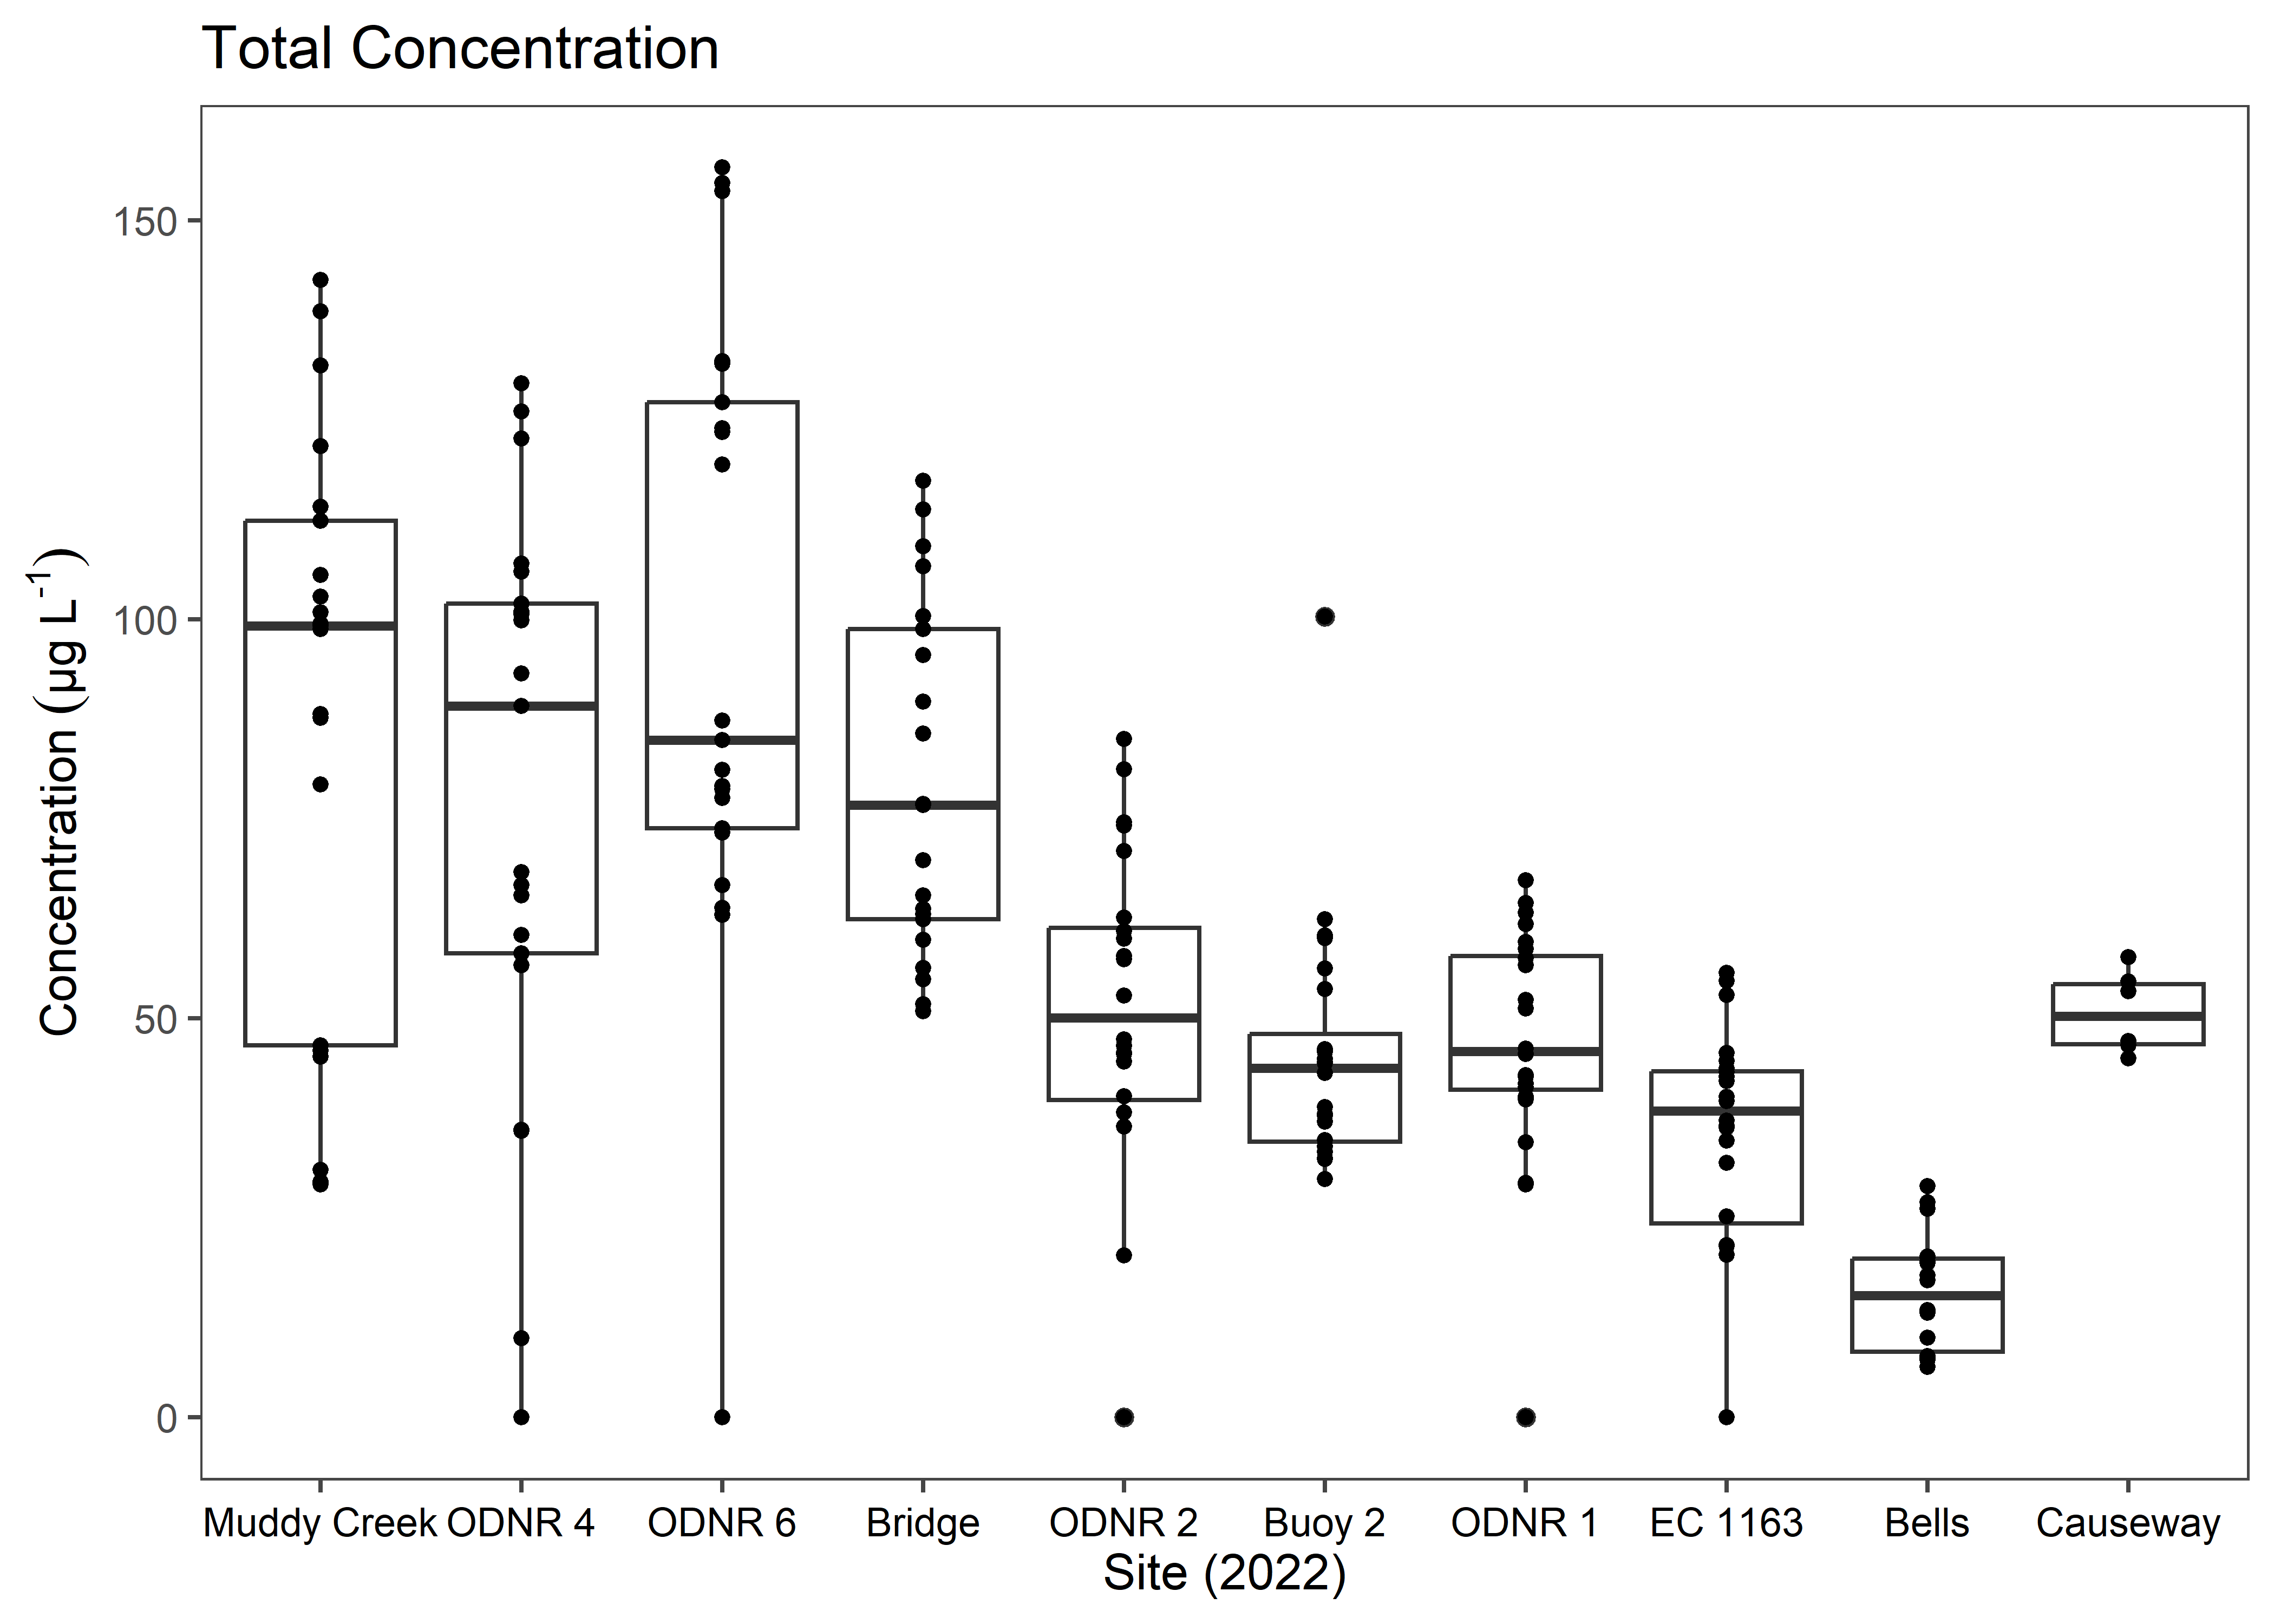 Total Concentration
Concentration (µg L⁻¹)
150
100
50
0
Muddy Creek ODNR 4 ODNR 6 Bridge ODNR 2 Buoy 2 ODNR 1 EC 1163 Bells Causeway
Site (2022)